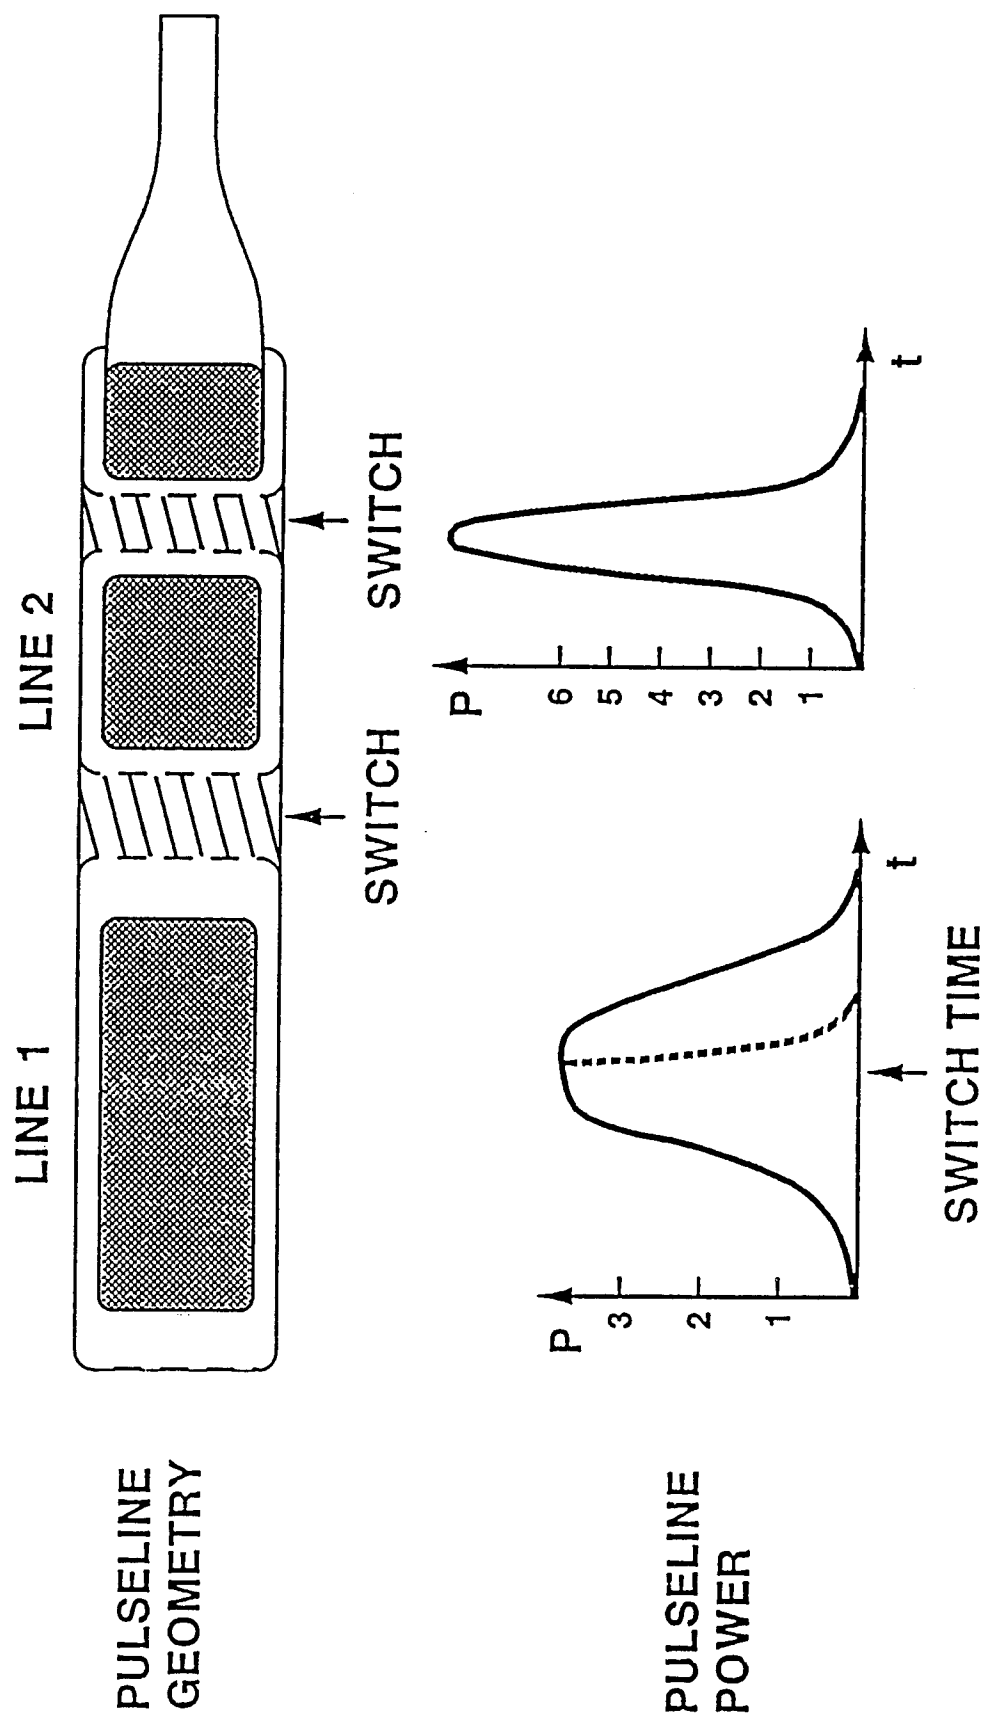 LINE 1
LINE 2
PULSELINE
GEOMETRY
SWITCH
SWITCH
PULSELINE
POWER
P
3
2
1
t
SWITCH TIME
P
6
5
4
3
2
1
t